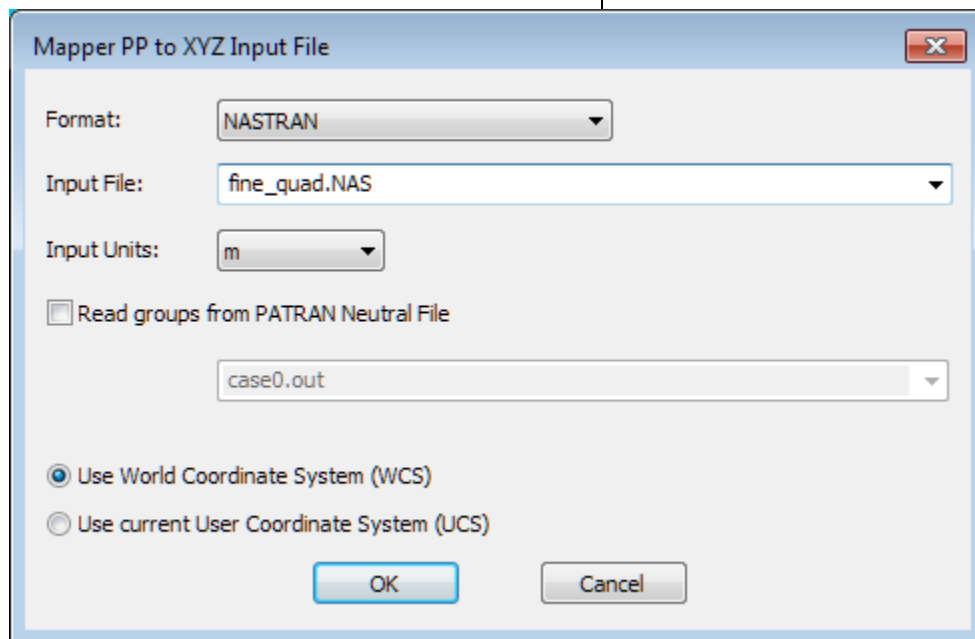 Mapper PP to XYZ Input File
Format: NASTRAN
Input File: fine_quad.NAS
Input Units: m
Read groups from PATRAN Neutral File
case0.out
Use World Coordinate System (WCS)
Use current User Coordinate System (UCS)
OK Cancel